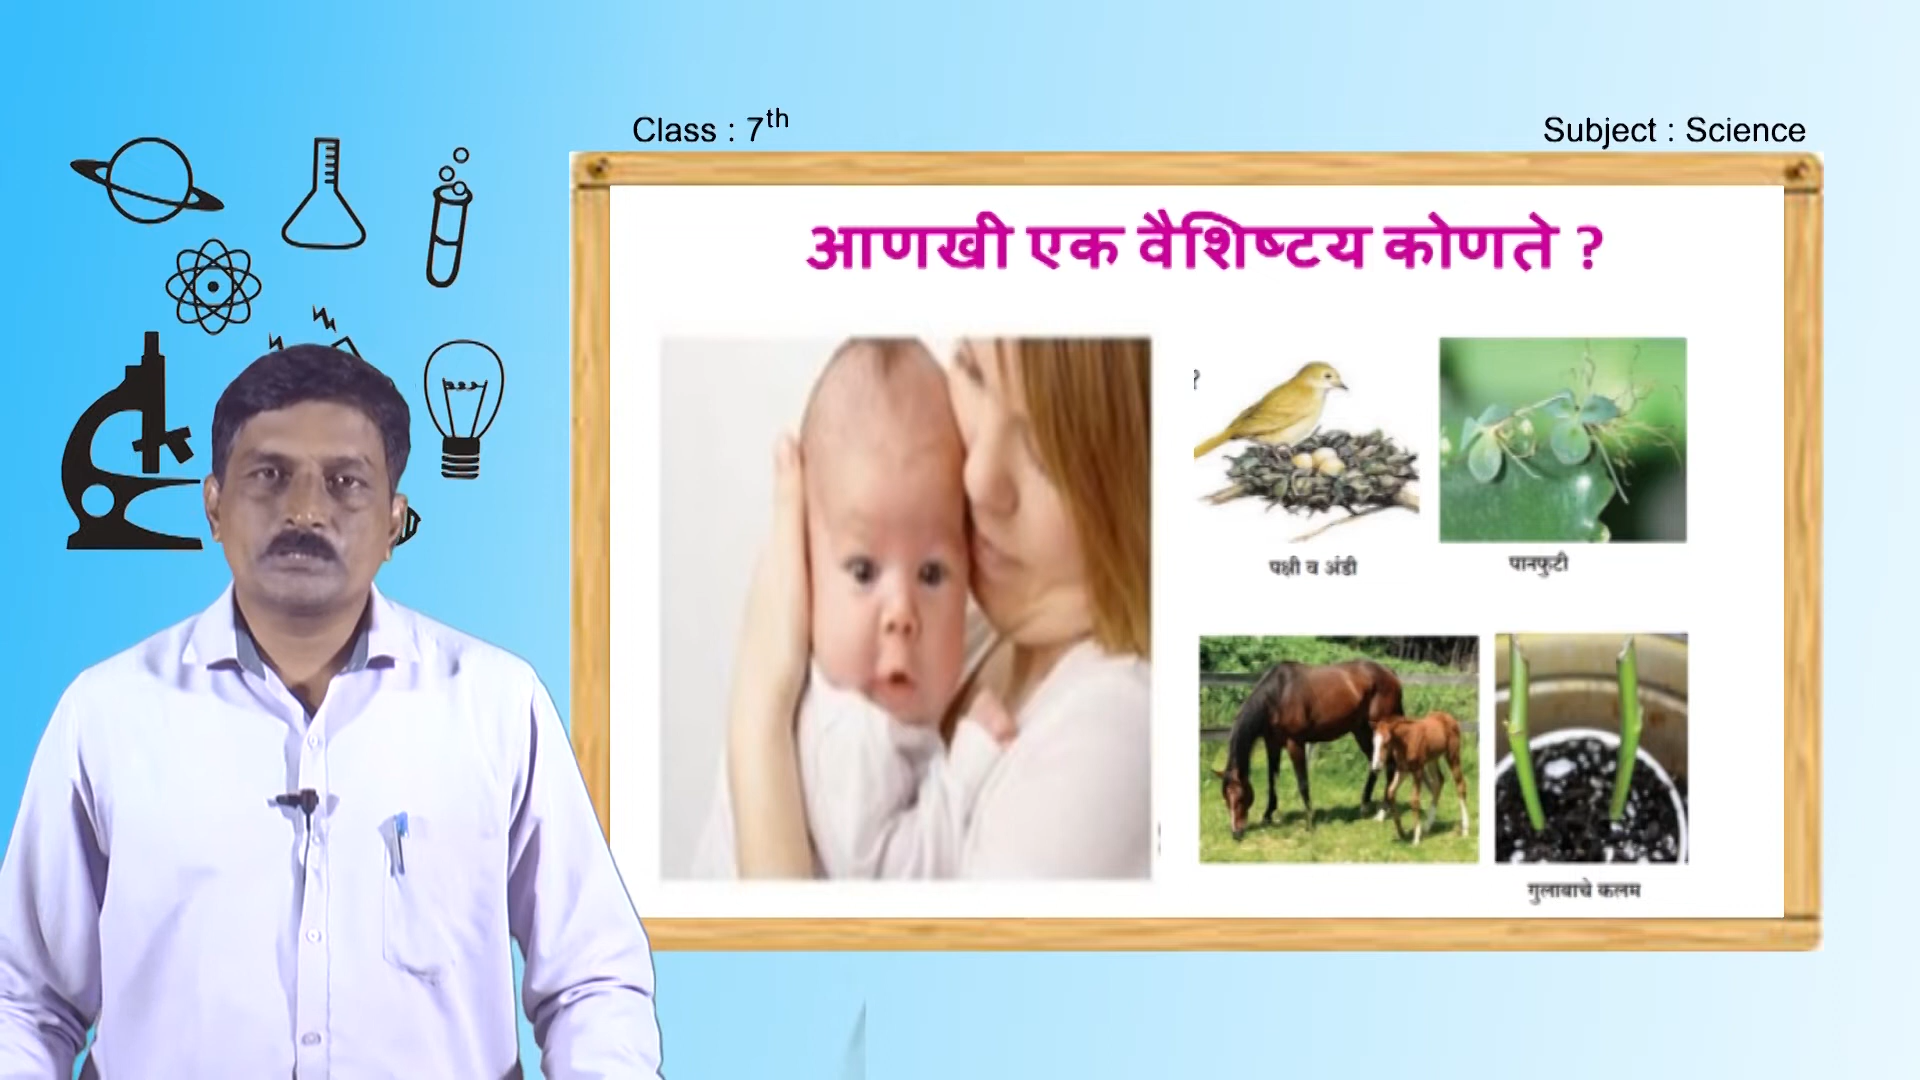 Class : 7th
Subject : Science
आणखी एक वैशिष्टय कोणते ?
?
पक्षी व अंडी
पानफुटी
गुलाबाचे कलम